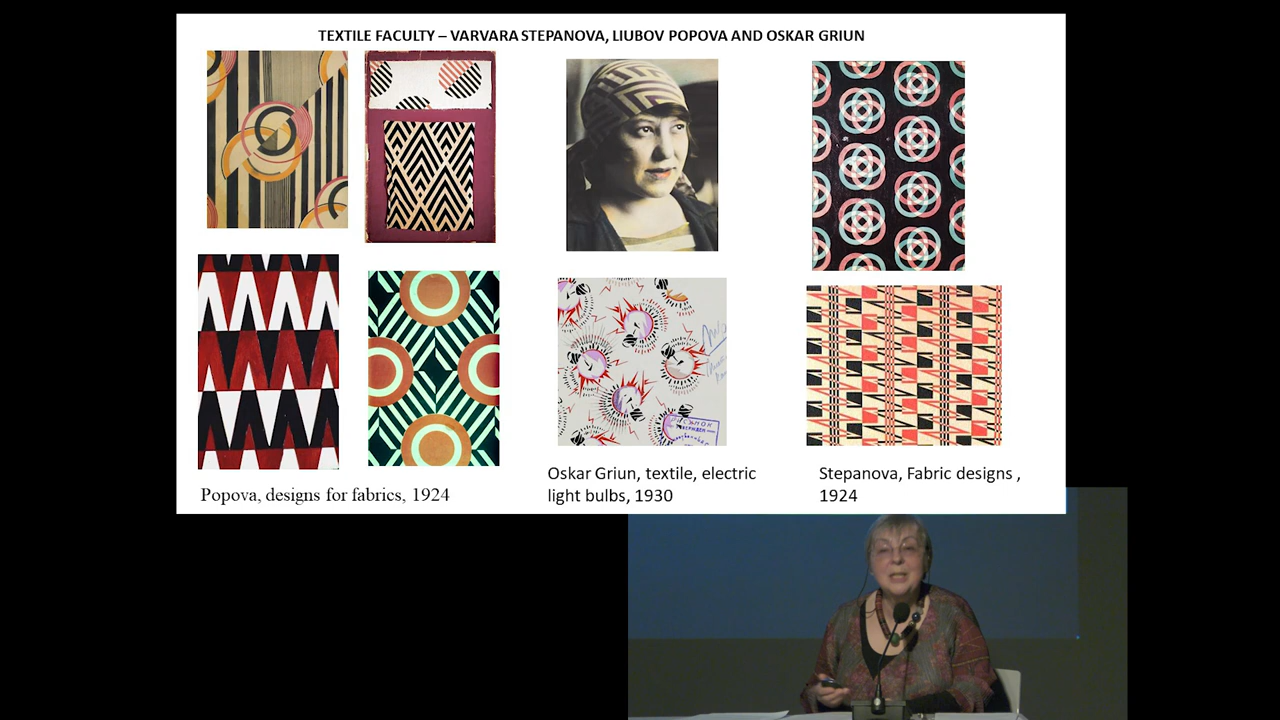 TEXTILE FACULTY – VARVARA STEPANOVA, LIUBOV POPOVA AND OSKAR GRIUN
РИСУНОК
Popova, designs for fabrics, 1924
Oskar Griun, textile, electric
light bulbs, 1930
Stepanova, Fabric designs ,
1924